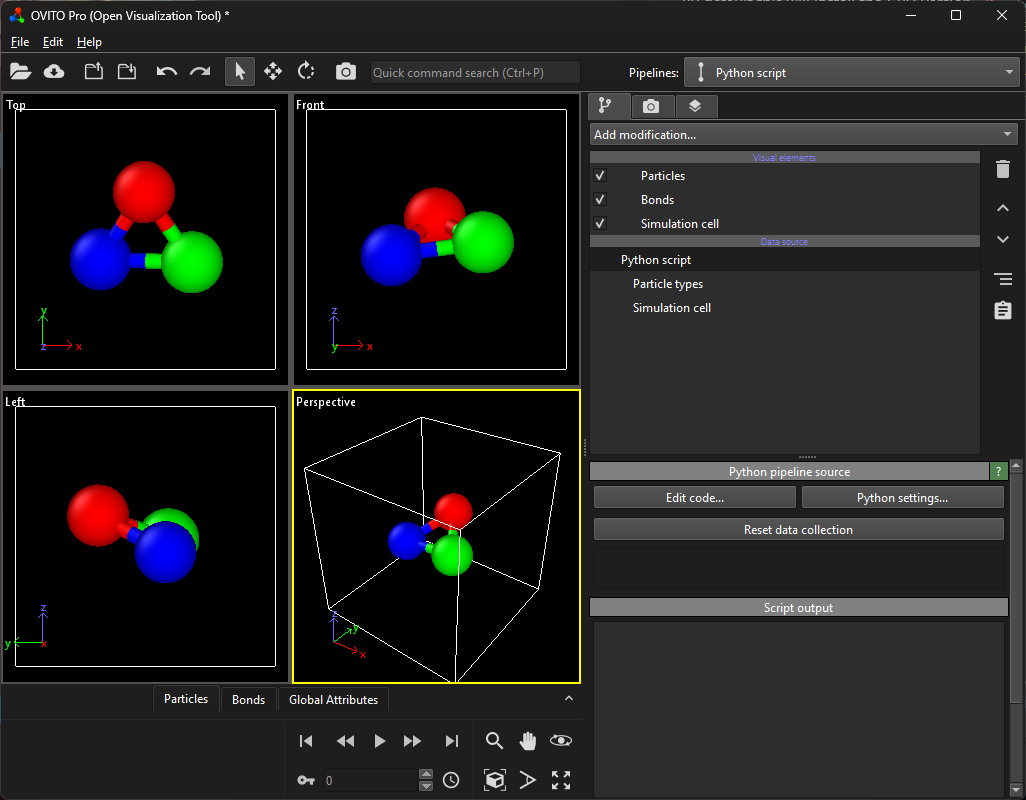 OVITO Pro (Open Visualization Tool) *
File Edit Help
Quick command search (Ctrl+P)
Pipelines: Python script
Top
y
z x
Front
z
y x
Left
z
y x
Perspective
z
y
x
Add modification...
Visual elements
Particles
Bonds
Simulation cell
Data source
Python script
Particle types
Simulation cell
Python pipeline source ?
Edit code... Python settings...
Reset data collection
Script output
Particles Bonds Global Attributes
0